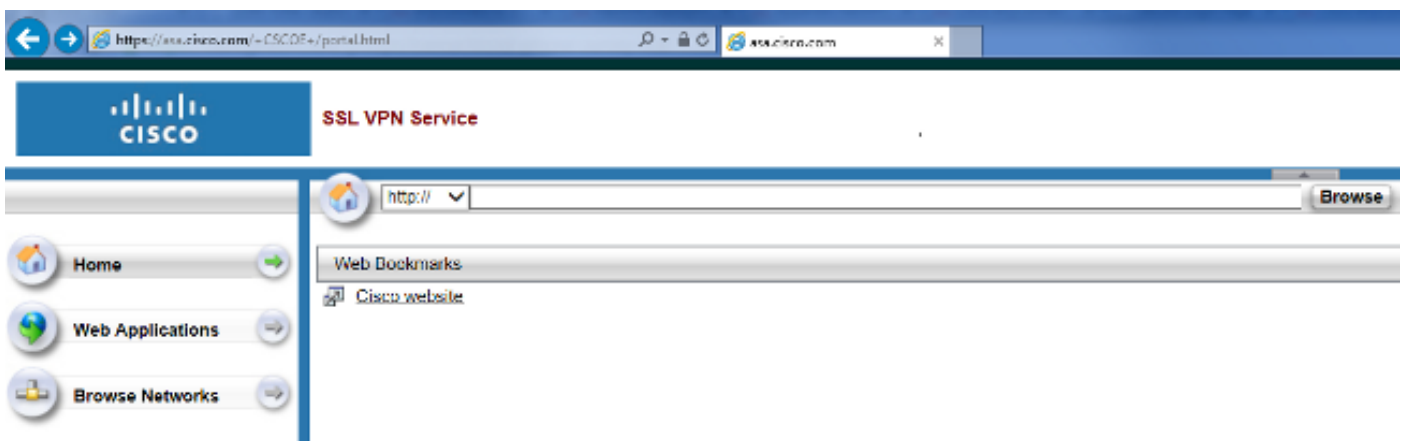 https://asa.cisco.com/+CSCOE+/portal.html
asa.cisco.com
CISCO
SSL VPN Service
http://
Browse
Home
Web Bookmarks
Cisco website
Web Applications
Browse Networks